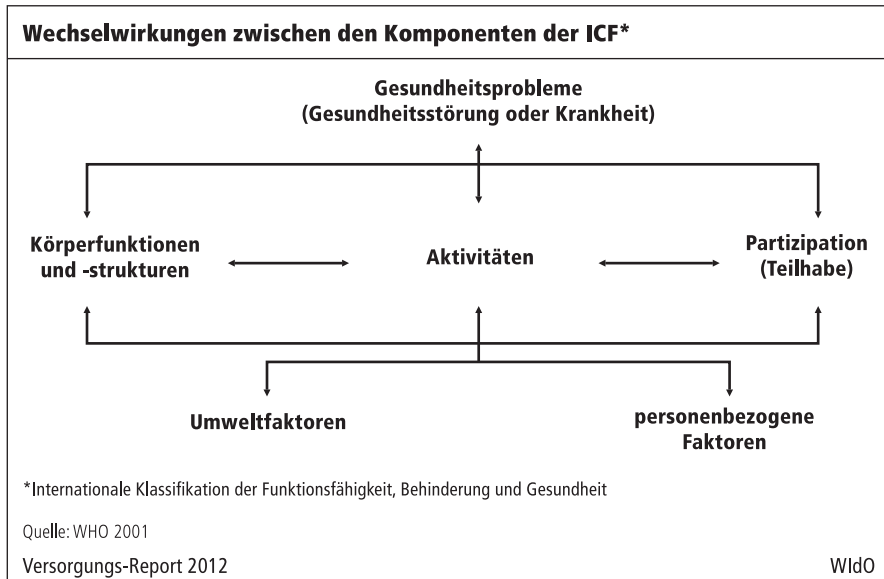 Wechselwirkungen zwischen den Komponenten der ICF*
Gesundheitsprobleme
(Gesundheitsstörung oder Krankheit)
Körperfunktionen
und -strukturen
Aktivitäten
Partizipation
(Teilhabe)
Umweltfaktoren
personenbezogene
Faktoren
*Internationale Klassifikation der Funktionsfähigkeit, Behinderung und Gesundheit
Quelle: WHO 2001
Versorgungs-Report 2012
WIdO